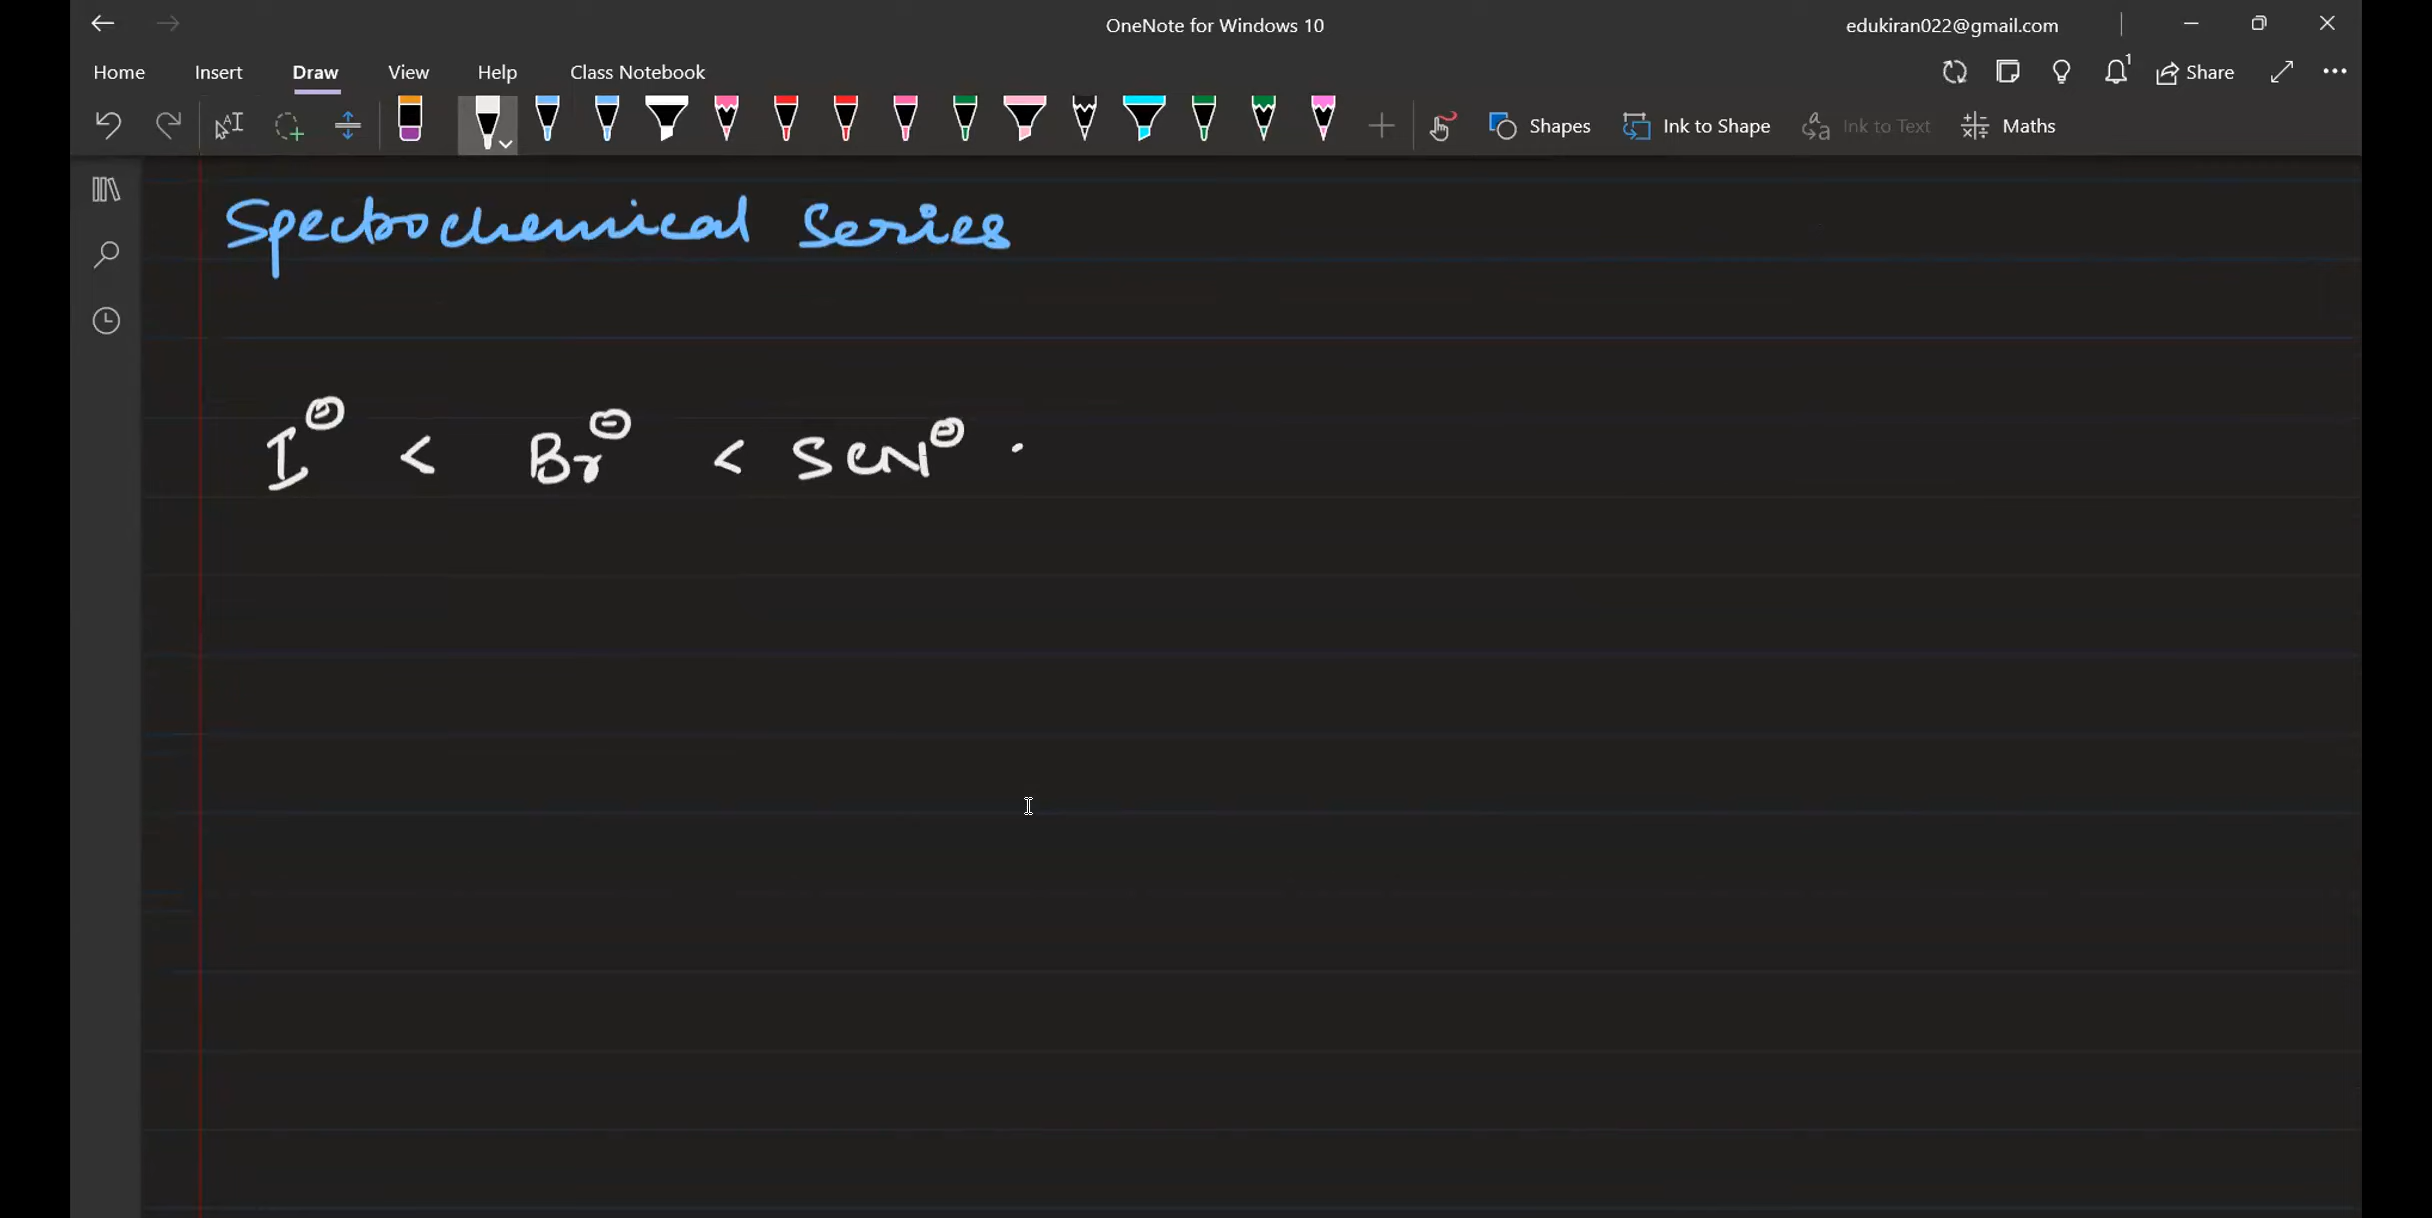 OneNote for Windows 10 edukiran022@gmail.com
Home Insert Draw View Help Class Notebook 1 Share
Shapes Ink to Shape Ink to Text Maths
Spectrochemical Series
I⊖ < Br⊖ < SCN⊖ ·